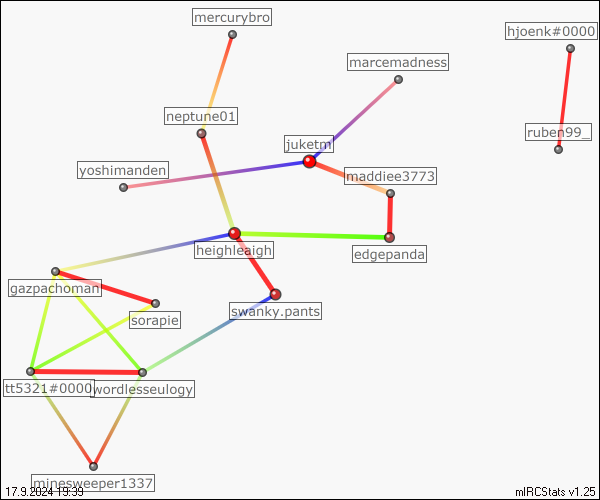 mercurybro
hjoenk#0000
marcemadness
neptune01
ruben99_
juketm
yoshimanden
maddiee3773
heighleaigh
edgepanda
gazpachoman
swanky.pants
sorapie
tt5321#0000
wordlesseulogy
minesweeper1337
17.9.2024 19:39
mIRCStats v1.25